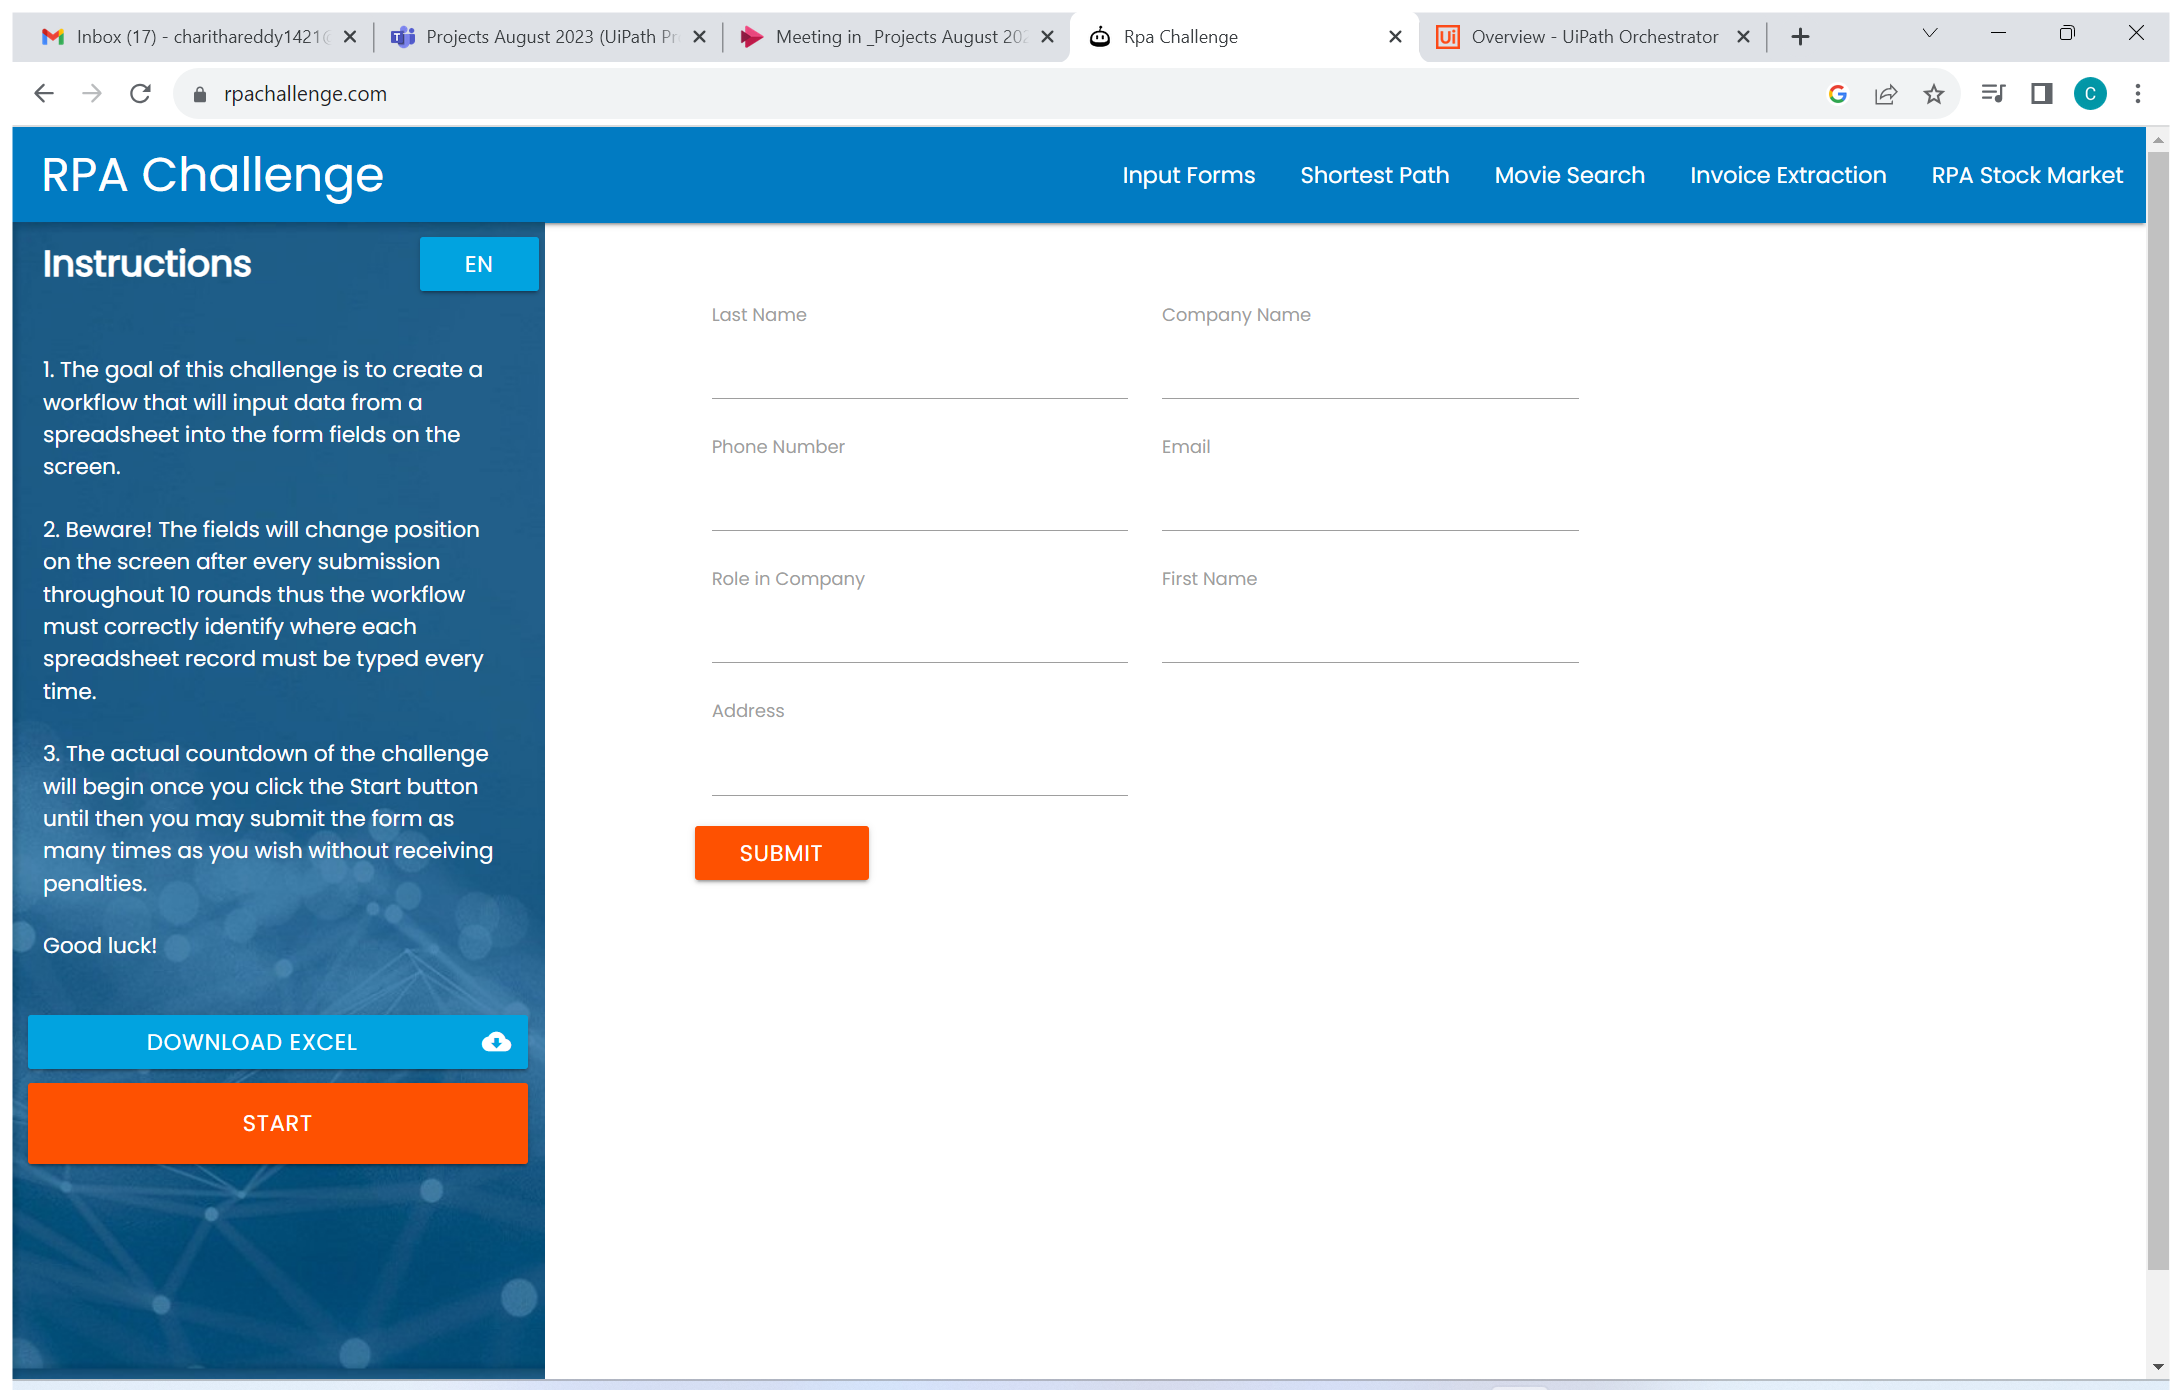 Inbox (17) - charithareddy1421@
Projects August 2023 (UiPath Pr
Meeting in _Projects August 202
Rpa Challenge
Overview - UiPath Orchestrator
rpachallenge.com
C
RPA Challenge
Input Forms
Shortest Path
Movie Search
Invoice Extraction
RPA Stock Market
Instructions
EN
1. The goal of this challenge is to create a
workflow that will input data from a
spreadsheet into the form fields on the
screen.
2. Beware! The fields will change position
on the screen after every submission
throughout 10 rounds thus the workflow
must correctly identify where each
spreadsheet record must be typed every
time.
3. The actual countdown of the challenge
will begin once you click the Start button
until then you may submit the form as
many times as you wish without receiving
penalties.
Good luck!
DOWNLOAD EXCEL
START
Last Name
Company Name
Phone Number
Email
Role in Company
First Name
Address
SUBMIT